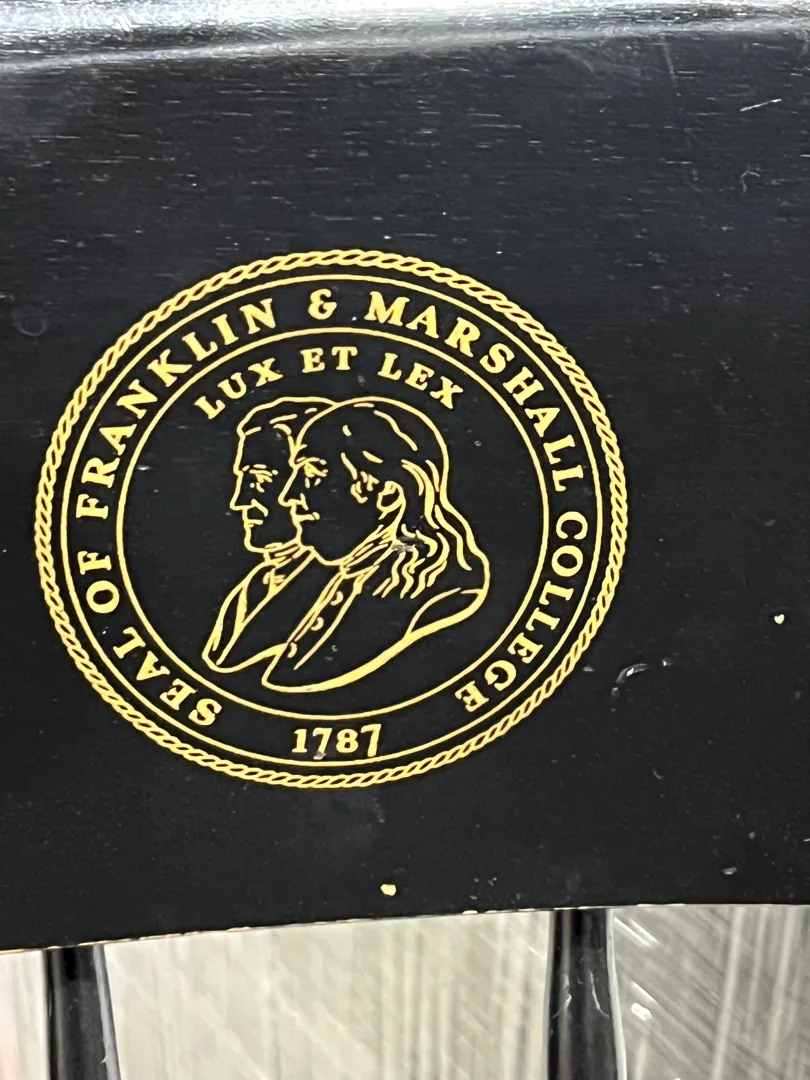 SEAL OF FRANKLIN & MARSHALL COLLEGE
LUX ET LEX
1787